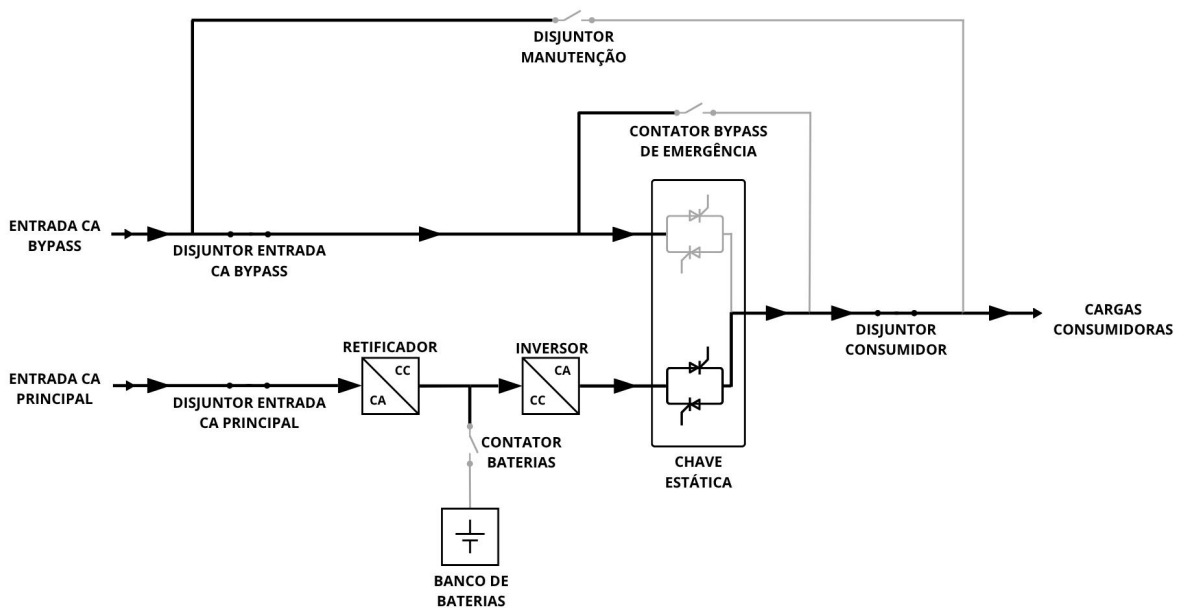 DISJUNTOR
MANUTENÇÃO
CONTATOR BYPASS
DE EMERGÊNCIA
ENTRADA CA
BYPASS
DISJUNTOR ENTRADA
CA BYPASS
CARGAS
CONSUMIDORAS
DISJUNTOR
CONSUMIDOR
RETIFICADOR
INVERSOR
CC
CA
CA
CC
ENTRADA CA
PRINCIPAL
DISJUNTOR ENTRADA
CA PRINCIPAL
CONTATOR
BATERIAS
CHAVE
ESTÁTICA
BANCO DE
BATERIAS